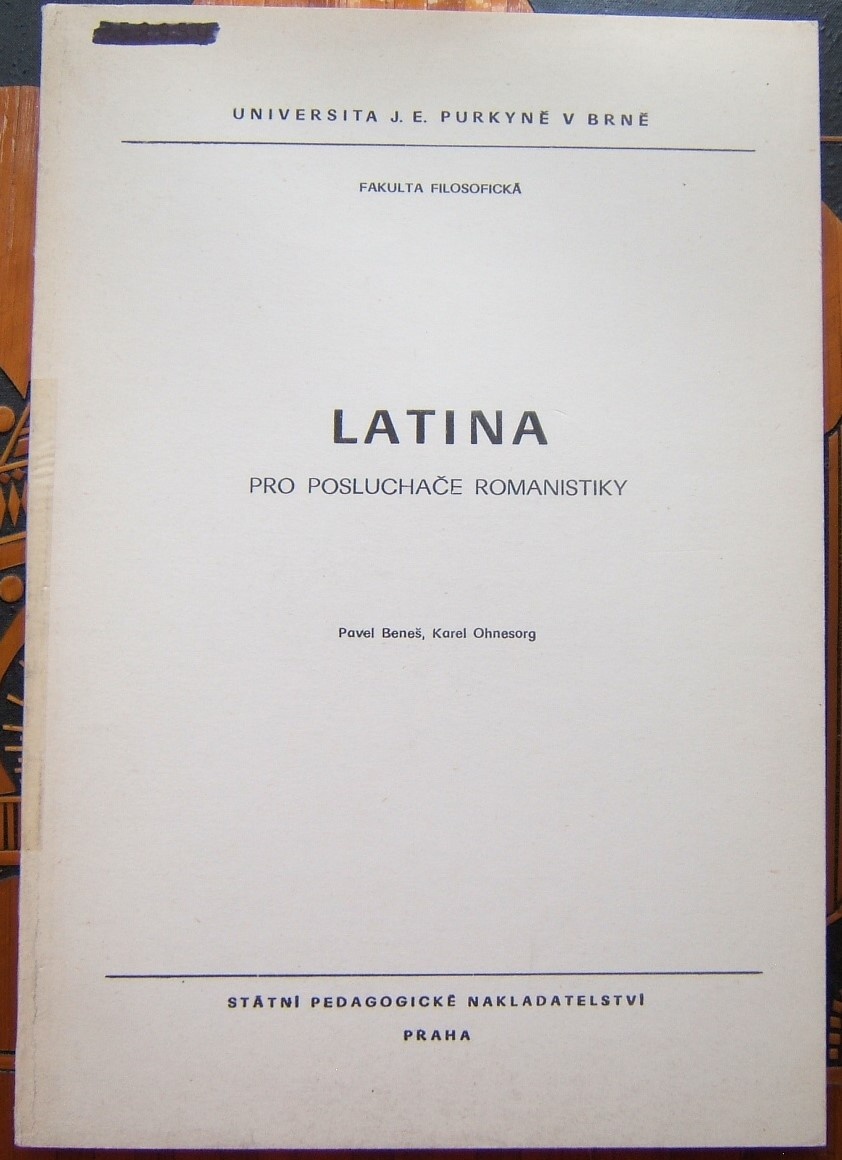 UNIVERSITA J. E. PURKYNĚ V BRNĚ
FAKULTA FILOSOFICKÁ
LATINA
PRO POSLUCHAČE ROMANISTIKY
Pavel Beneš, Karel Ohnesorg
STÁTNÍ PEDAGOGICKÉ NAKLADATELSTVÍ
PRAHA